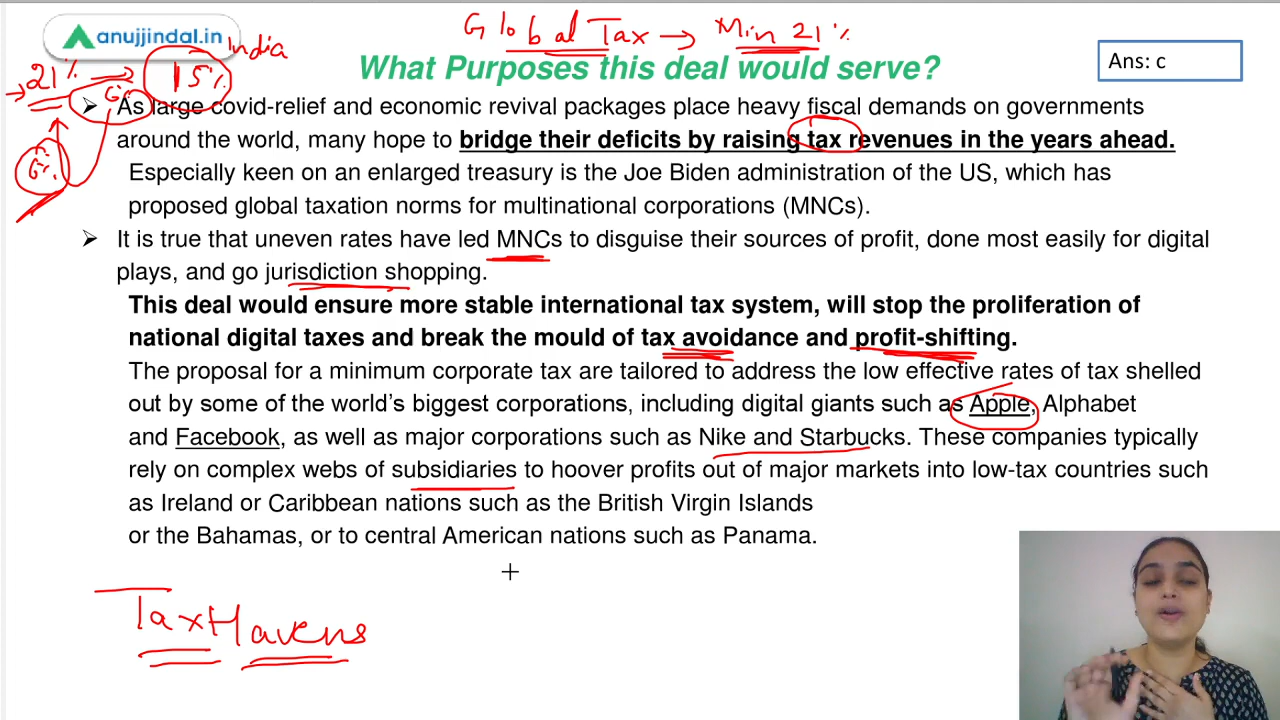 anujjindal.in
Global Tax → Min 21%
India
21% → 15%
What Purposes this deal would serve?
Ans: c
➢ As large covid-relief and economic revival packages place heavy fiscal demands on governments
around the world, many hope to bridge their deficits by raising tax revenues in the years ahead.
Especially keen on an enlarged treasury is the Joe Biden administration of the US, which has
proposed global taxation norms for multinational corporations (MNCs).
➢ It is true that uneven rates have led MNCs to disguise their sources of profit, done most easily for digital
plays, and go jurisdiction shopping.
This deal would ensure more stable international tax system, will stop the proliferation of
national digital taxes and break the mould of tax avoidance and profit-shifting.
The proposal for a minimum corporate tax are tailored to address the low effective rates of tax shelled
out by some of the world’s biggest corporations, including digital giants such as Apple, Alphabet
and Facebook, as well as major corporations such as Nike and Starbucks. These companies typically
rely on complex webs of subsidiaries to hoover profits out of major markets into low-tax countries such
as Ireland or Caribbean nations such as the British Virgin Islands
or the Bahamas, or to central American nations such as Panama.
Tax Havens